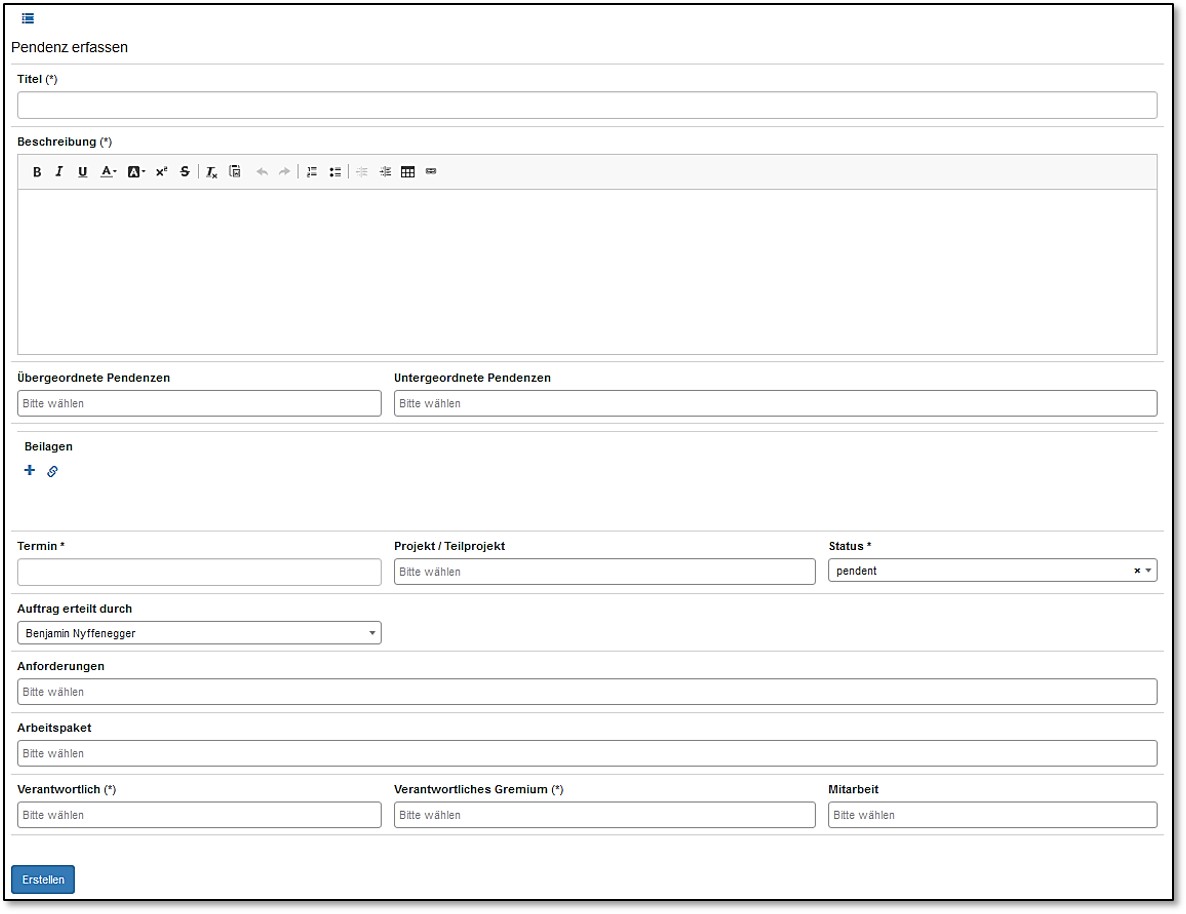 Pendenz erfassen
Titel (*)
Beschreibung (*)
B I U A A x² S Tx
Übergeordnete Pendenzen Untergeordnete Pendenzen
Bitte wählen Bitte wählen
Beilagen
Termin * Projekt / Teilprojekt Status *
Bitte wählen pendent × 
Auftrag erteilt durch
Benjamin Nyffenegger
Anforderungen
Bitte wählen
Arbeitspaket
Bitte wählen
Verantwortlich (*) Verantwortliches Gremium (*) Mitarbeit
Bitte wählen Bitte wählen Bitte wählen
Erstellen